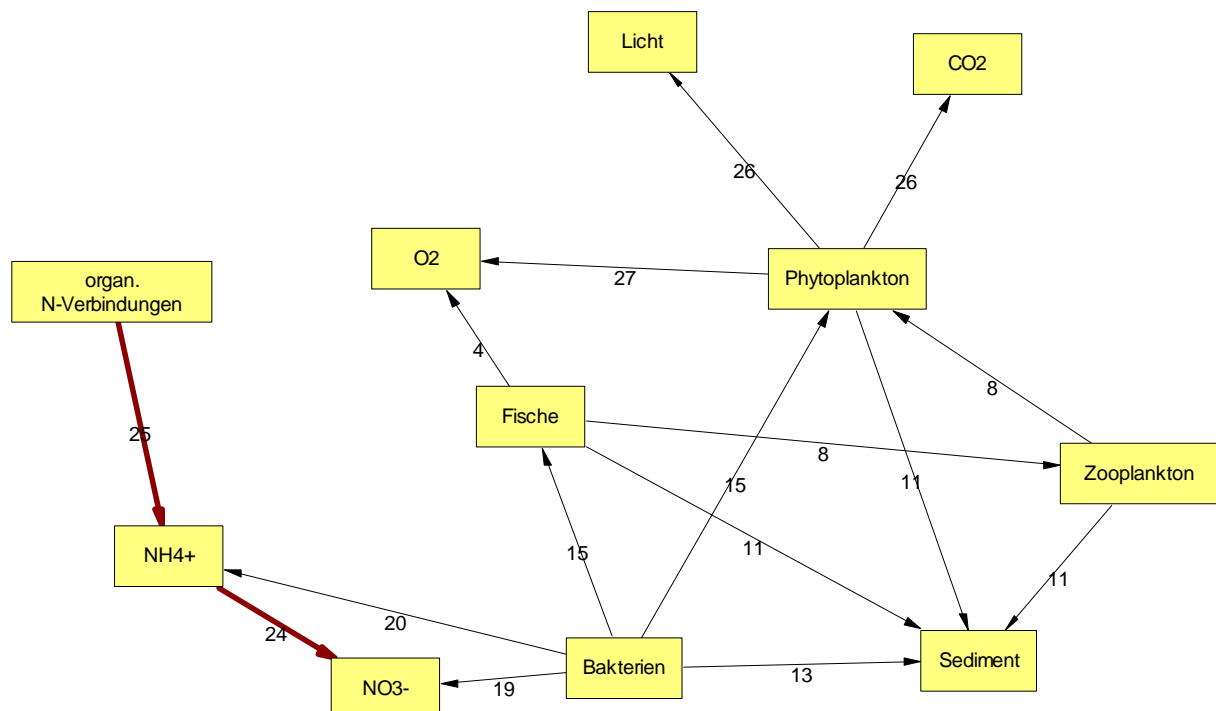 Licht
CO2
26
26
O2
27
Phytoplankton
organ.
N-Verbindungen
4
8
Fische
8
Zooplankton
25
15
11
15
11
11
NH4+
20
24
Bakterien
13
Sediment
NO3-
19